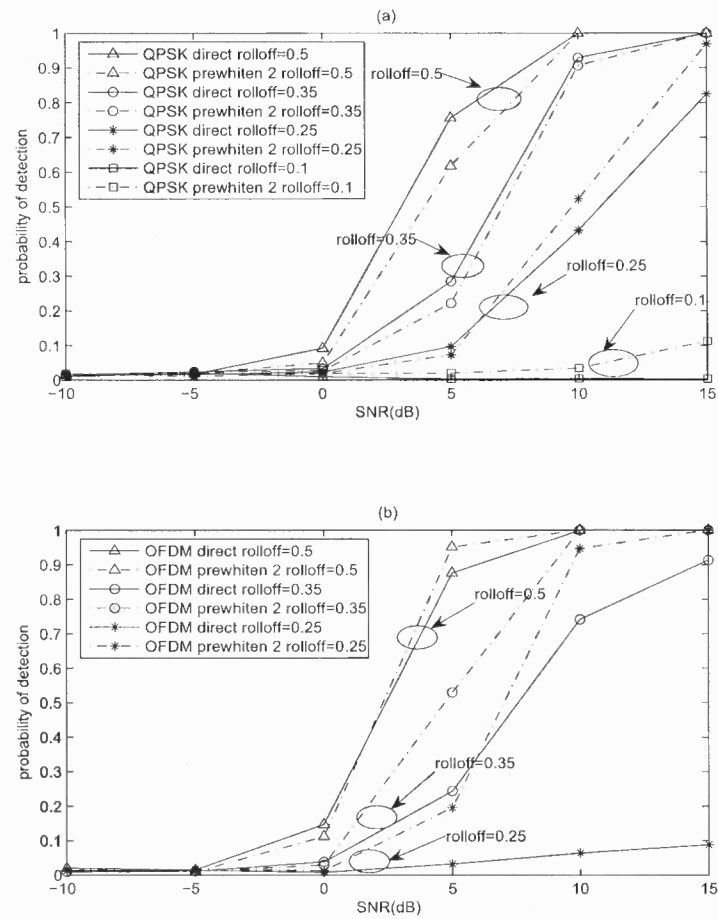 (a)
1
0.9
0.8
0.7
0.6
0.5
0.4
0.3
0.2
0.1
0
probability of detection
QPSK direct rolloff=0.5
QPSK prewhiten 2 rolloff=0.5
QPSK direct rolloff=0.35
QPSK prewhiten 2 rolloff=0.35
QPSK direct rolloff=0.25
QPSK prewhiten 2 rolloff=0.25
QPSK direct rolloff=0.1
QPSK prewhiten 2 rolloff=0.1
rolloff=0.5
rolloff=0.35
rolloff=0.25
rolloff=0.1
−10 −5 0 5 10 15
SNR(dB)
(b)
1
0.9
0.8
0.7
0.6
0.5
0.4
0.3
0.2
0.1
0
probability of detection
OFDM direct rolloff=0.5
OFDM prewhiten 2 rolloff=0.5
OFDM direct rolloff=0.35
OFDM prewhiten 2 rolloff=0.35
OFDM direct rolloff=0.25
OFDM prewhiten 2 rolloff=0.25
rolloff=0.5
rolloff=0.35
rolloff=0.25
−10 −5 0 5 10 15
SNR(dB)